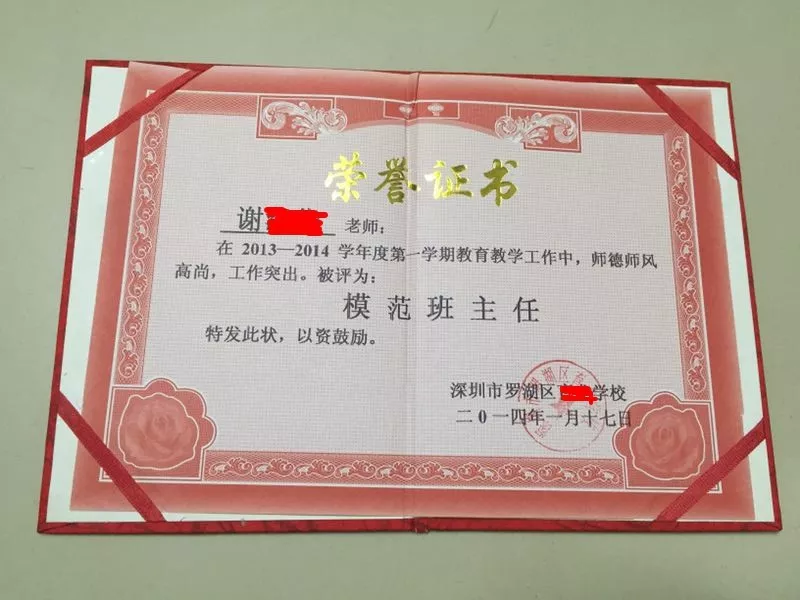 荣誉证书
谢 老师：
在 2013—2014 学年度第一学期教育教学工作中，师德师风
高尚，工作突出。被评为：
模范班主任
特发此状，以资鼓励。
深圳市罗湖区 学校
二0一四年一月十七日